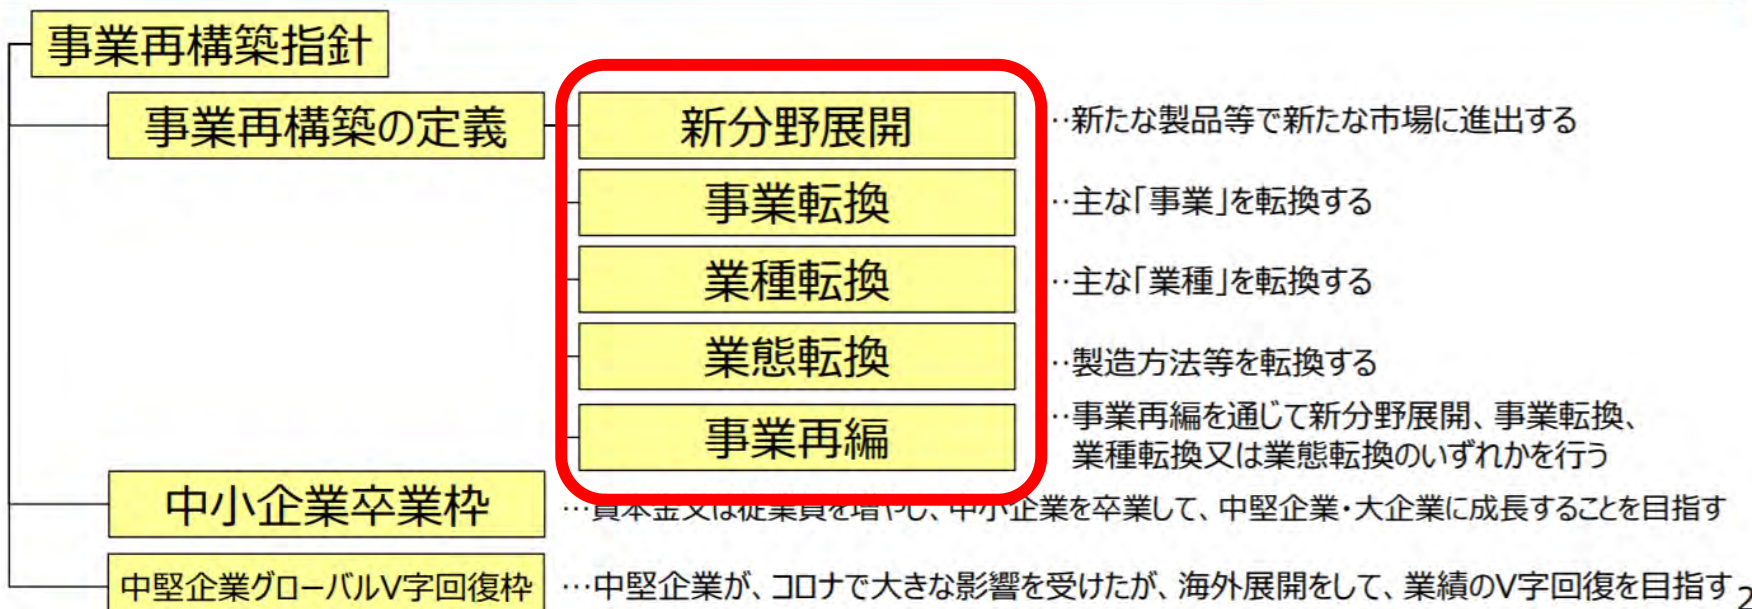 事業再構築指針
事業再構築の定義
新分野展開
‥新たな製品等で新たな市場に進出する
事業転換
‥主な「事業」を転換する
業種転換
‥主な「業種」を転換する
業態転換
‥製造方法等を転換する
事業再編
‥事業再編を通じて新分野展開、事業転換、
業種転換又は業態転換のいずれかを行う
中小企業卒業枠
…資本金又は従業員を増やし、中小企業を卒業して、中堅企業・大企業に成長することを目指す
中堅企業グローバルV字回復枠
…中堅企業が、コロナで大きな影響を受けたが、海外展開をして、業績のV字回復を目指す
2